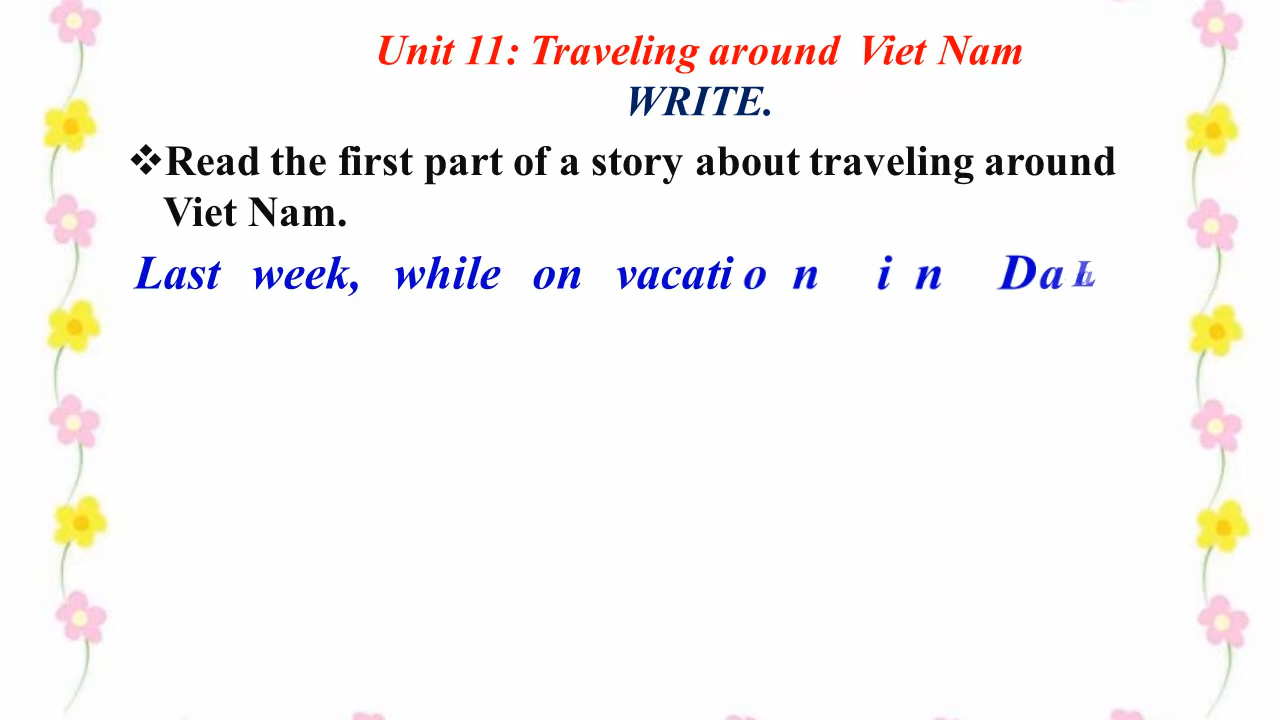 Unit 11: Traveling around Viet Nam
WRITE.
❖Read the first part of a story about traveling around
Viet Nam.
Last week, while on vacation in Da